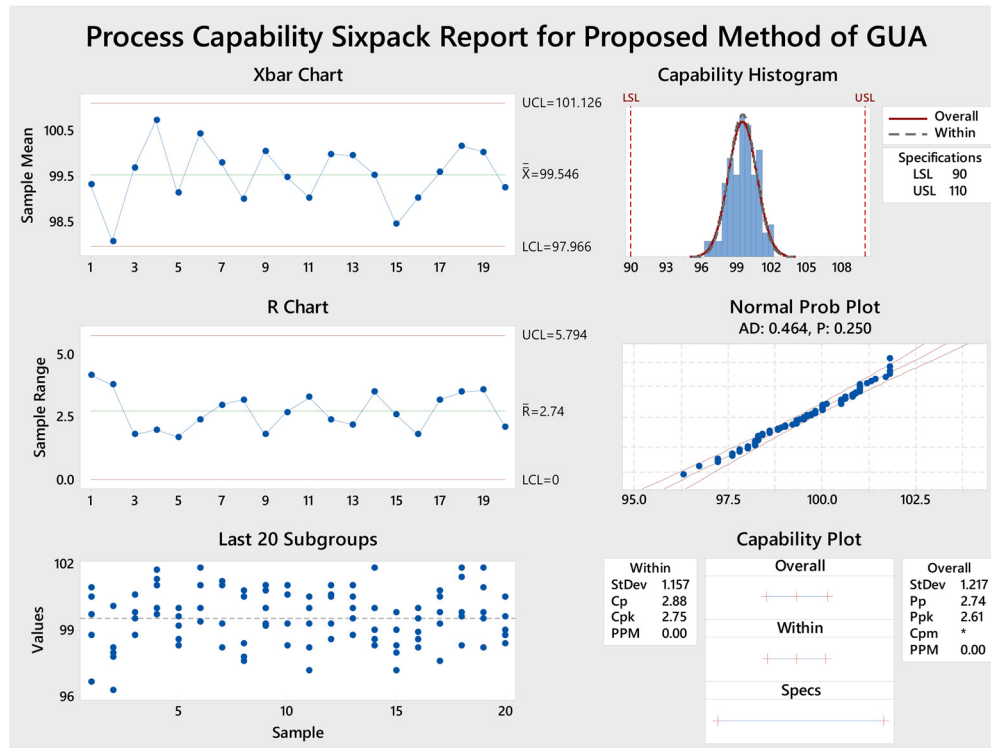 Process Capability Sixpack Report for Proposed Method of GUA
Xbar Chart
Sample Mean
100.5
99.5
98.5
UCL=101.126
X̿=99.546
LCL=97.966
1 3 5 7 9 11 13 15 17 19
Capability Histogram
LSL USL
Overall
Within
Specifications
LSL 90
USL 110
90 93 96 99 102 105 108
R Chart
Sample Range
5.0
2.5
0.0
UCL=5.794
R̄=2.74
LCL=0
1 3 5 7 9 11 13 15 17 19
Normal Prob Plot
AD: 0.464, P: 0.250
95.0 97.5 100.0 102.5
Last 20 Subgroups
Values
102
99
96
5 10 15 20
Sample
Capability Plot
Within
StDev 1.157
Cp 2.88
Cpk 2.75
PPM 0.00
Overall
Within
Specs
Overall
StDev 1.217
Pp 2.74
Ppk 2.61
Cpm *
PPM 0.00